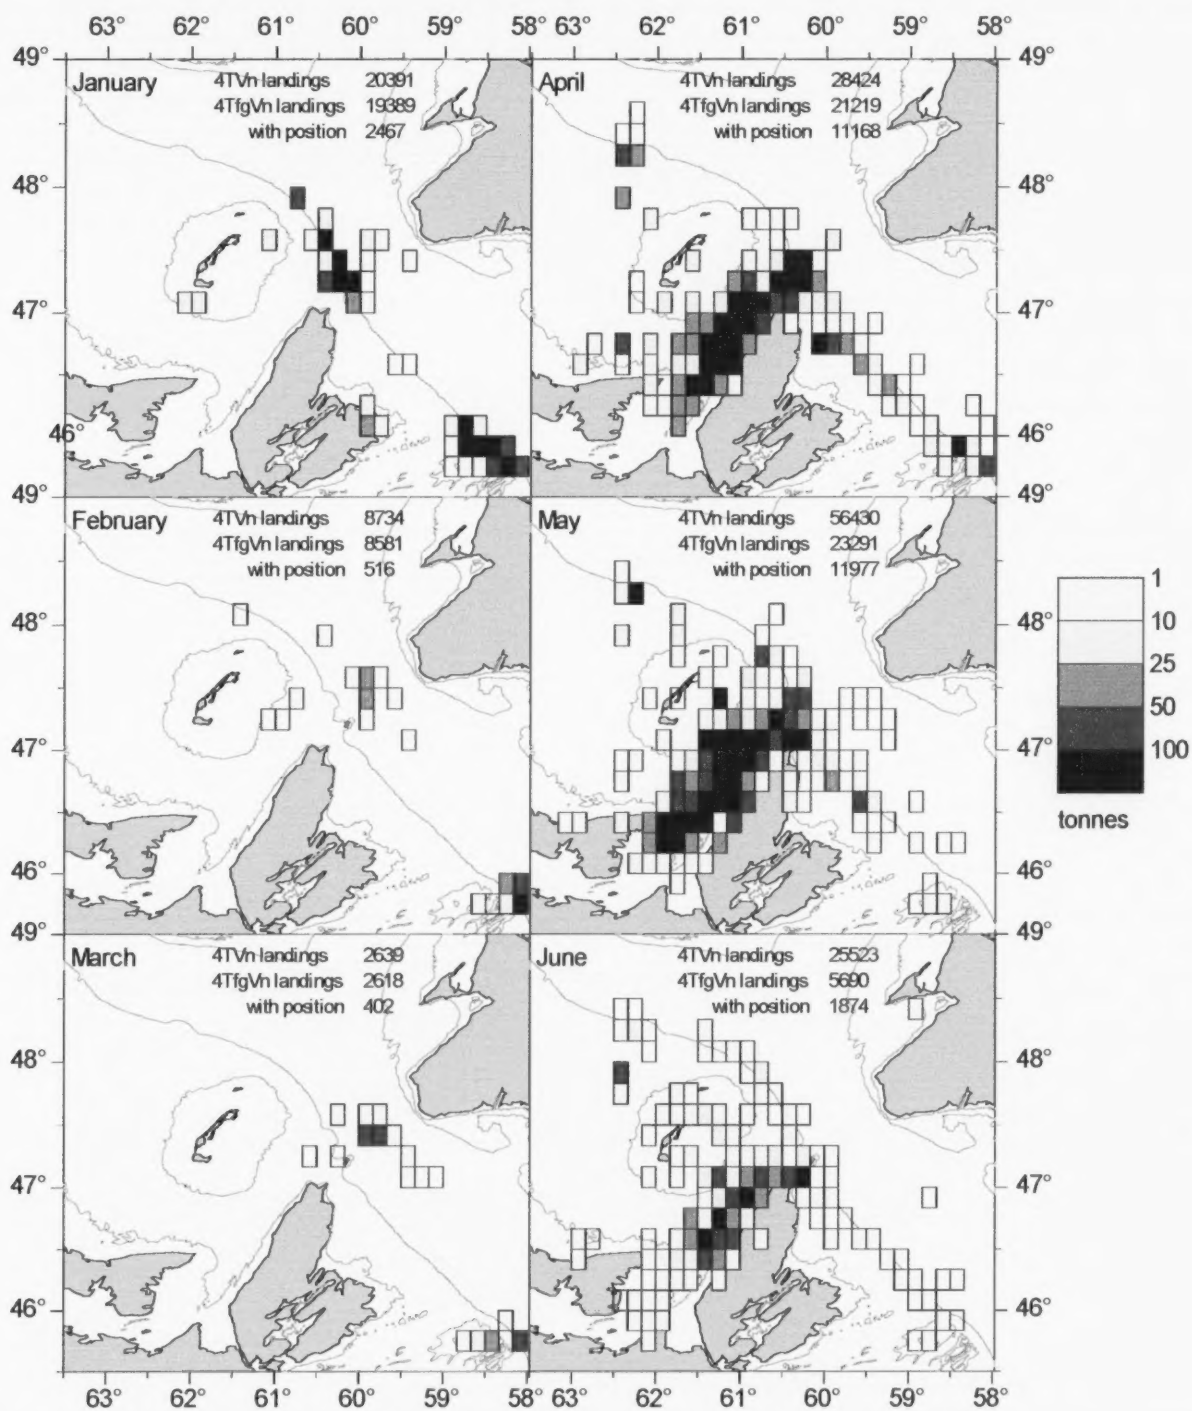 63° 62° 61° 60° 59° 58° 63° 62° 61° 60° 59° 58°
49° 49°
January 4TVn landings 20391
4TfgVn landings 19389
with position 2467
April 4TVn landings 28424
4TfgVn landings 21219
with position 11168
48° 48°
47° 47°
46° 46°
49° 49°
February 4TVn landings 8734
4TfgVn landings 8581
with position 516
May 4TVn landings 56430
4TfgVn landings 23291
with position 11977
48° 48°
47° 47°
46° 46°
49° 49°
1
10
25
50
100
tonnes
March 4TVn landings 2639
4TfgVn landings 2618
with position 402
June 4TVn landings 25523
4TfgVn landings 5690
with position 1874
48° 48°
47° 47°
46° 46°
63° 62° 61° 60° 59° 58° 63° 62° 61° 60° 59° 58°